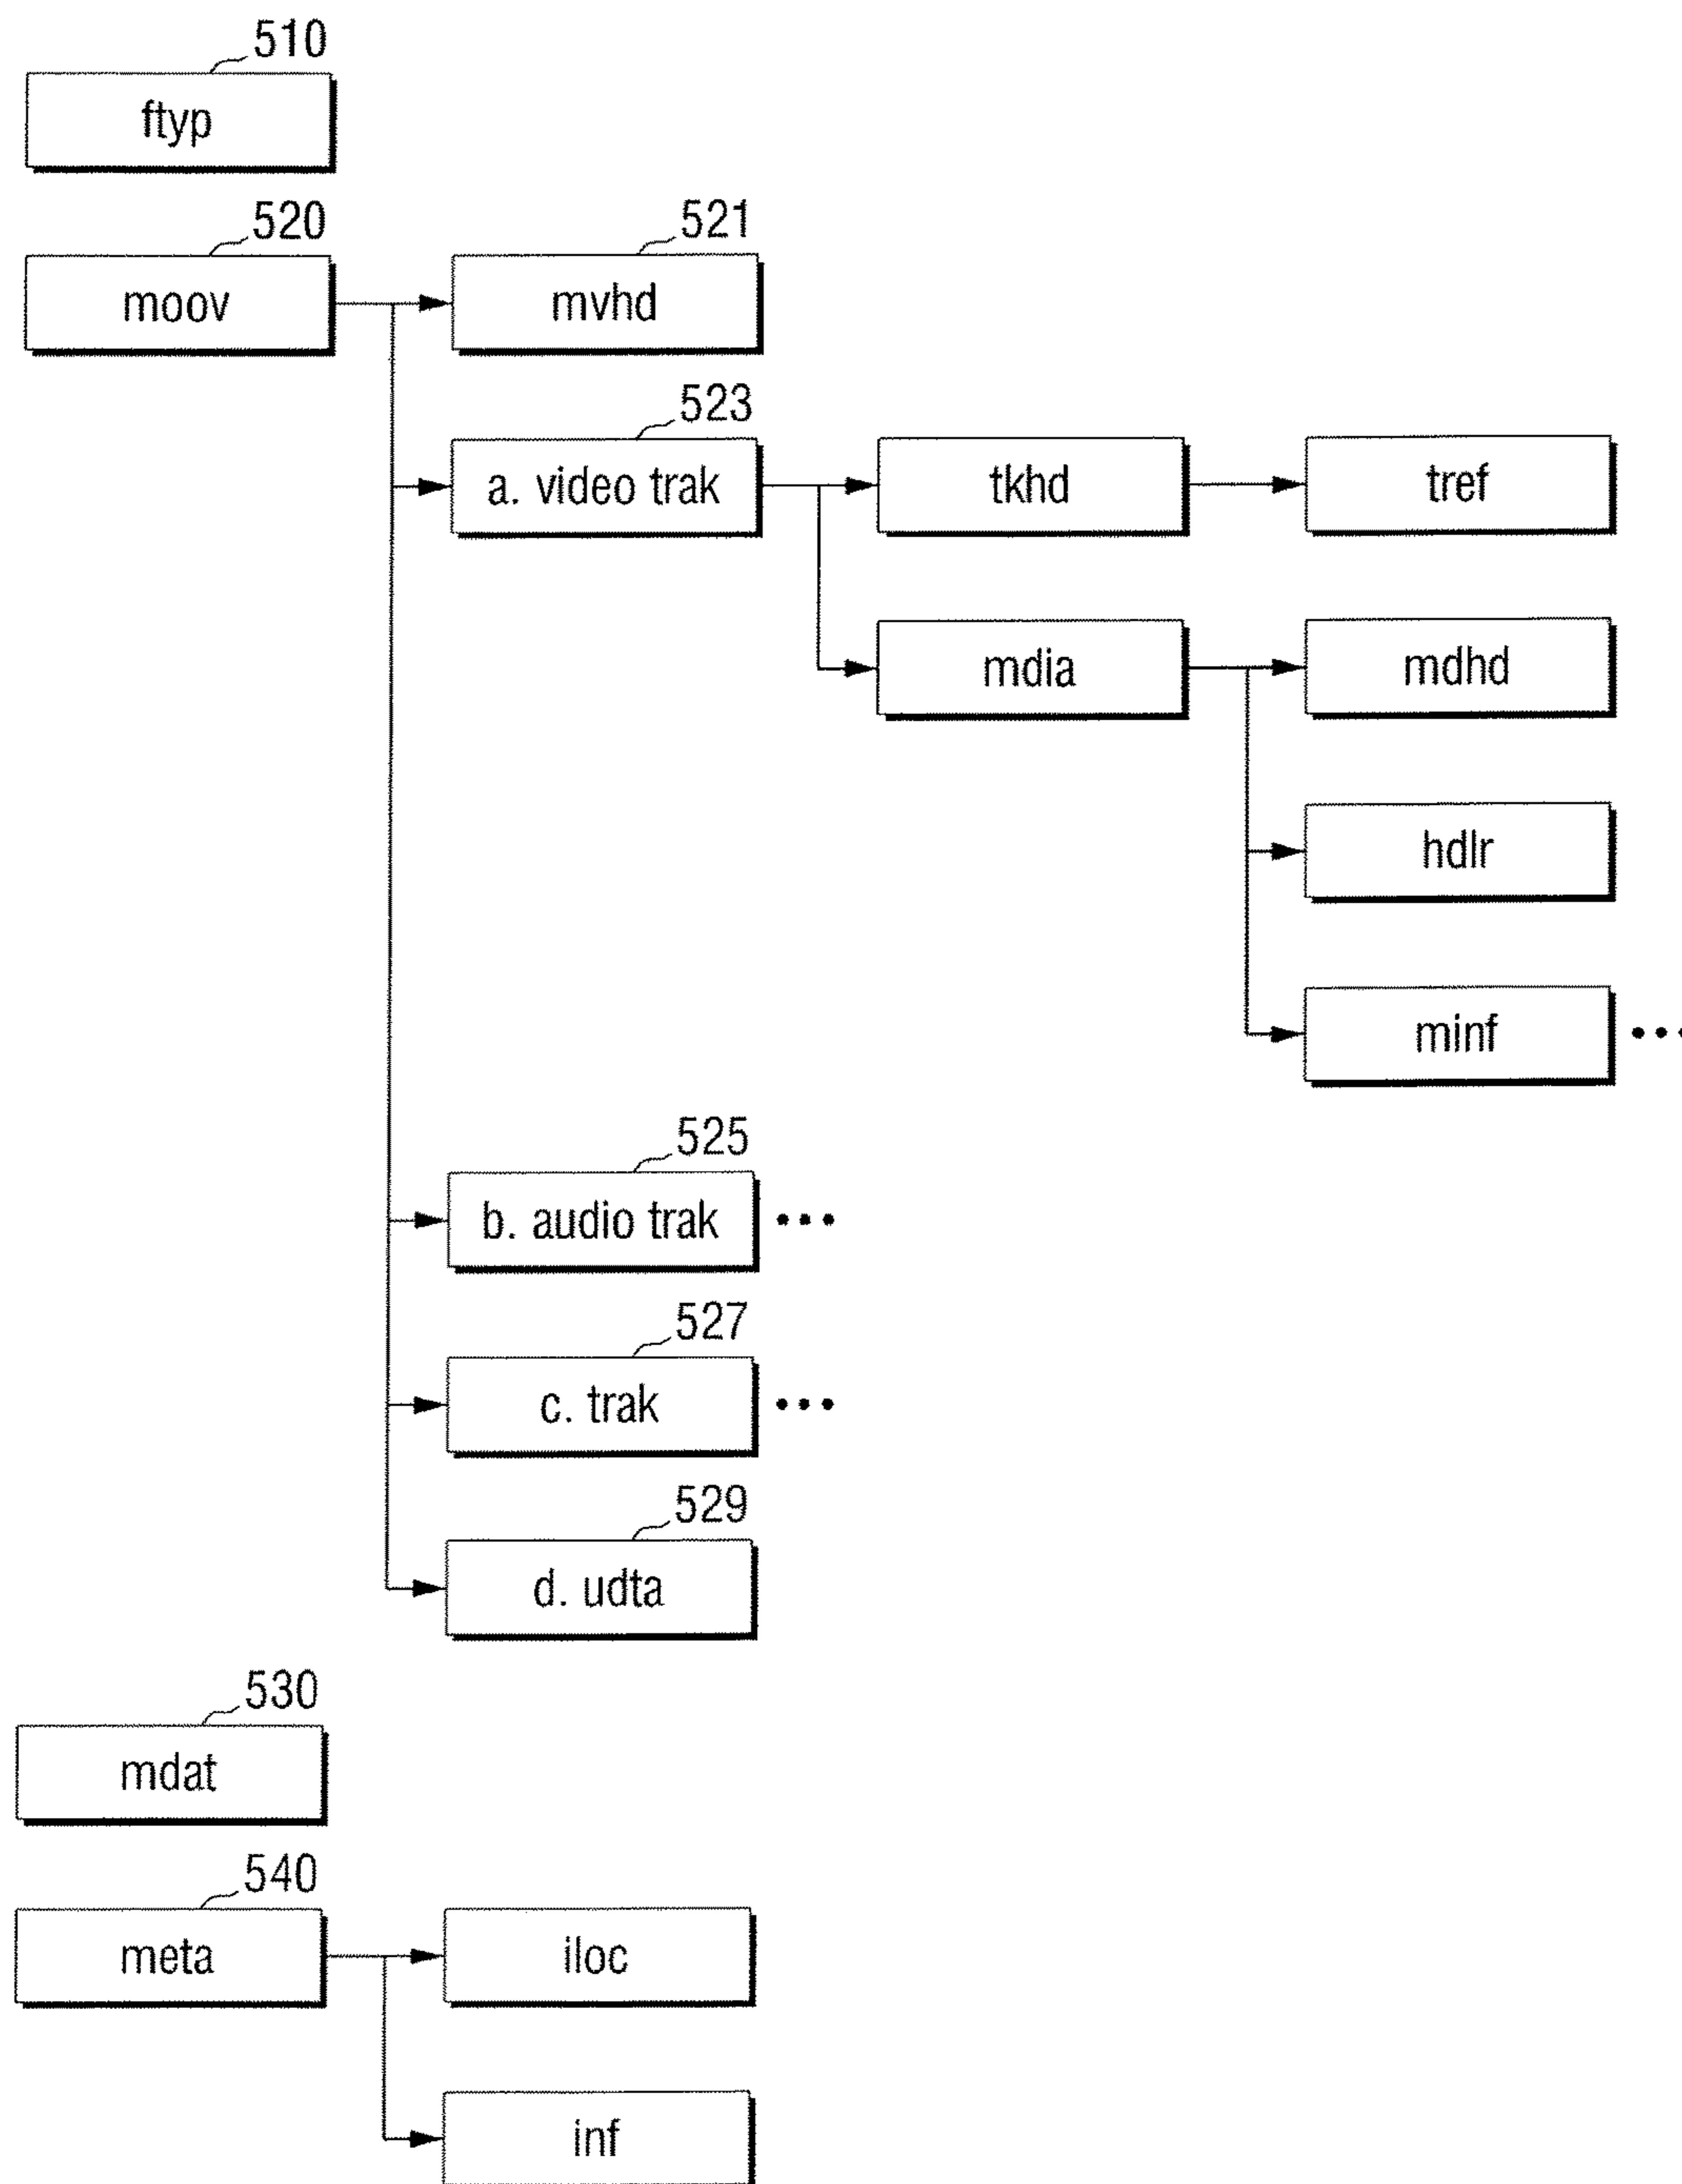 510
ftyp
520
moov
521
mvhd
523
a. video trak
tkhd
tref
mdia
mdhd
hdlr
minf
•••
525
b. audio trak
•••
527
c. trak
•••
529
d. udta
530
mdat
540
meta
iloc
inf